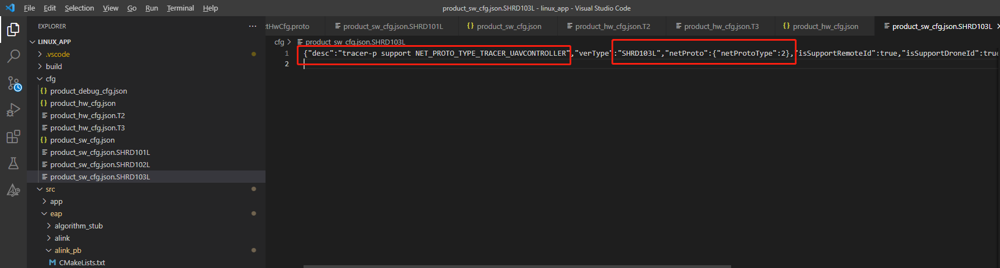 File Edit Selection View Go Run Terminal Help
product_sw_cfg.json.SHRD103L - linux_app - Visual Studio Code
EXPLORER
LINUX_APP
.vscode
build
cfg
product_debug_cfg.json
product_hw_cfg.json
product_hw_cfg.json.T2
product_hw_cfg.json.T3
product_sw_cfg.json
product_sw_cfg.json.SHRD101L
product_sw_cfg.json.SHRD102L
product_sw_cfg.json.SHRD103L
src
app
eap
algorithm_stub
alink
alink_pb
CMakeLists.txt
ctHwCfg.proto product_sw_cfg.json.SHRD101L product_sw_cfg.json product_hw_cfg.json.T2 product_hw_cfg.json.T3 product_hw_cfg.json product_sw_cfg.json.SHRD103L
cfg > product_sw_cfg.json.SHRD103L
1 {"desc":"tracer-p support NET_PROTO_TYPE_TRACER_UAVCONTROLLER","verType":"SHRD103L","netProto":{"netProtoType":2},"isSupportRemoteId":true,"isSupportDroneId":true
2